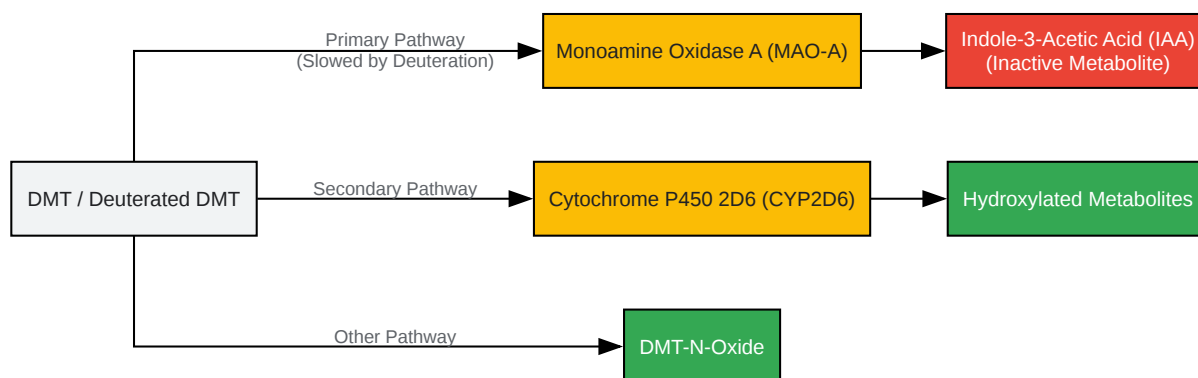 Primary Pathway
(Slowed by Deuteration)
Monoamine Oxidase A (MAO-A)
Indole-3-Acetic Acid (IAA)
(Inactive Metabolite)
DMT / Deuterated DMT
Secondary Pathway
Cytochrome P450 2D6 (CYP2D6)
Hydroxylated Metabolites
Other Pathway
DMT-N-Oxide